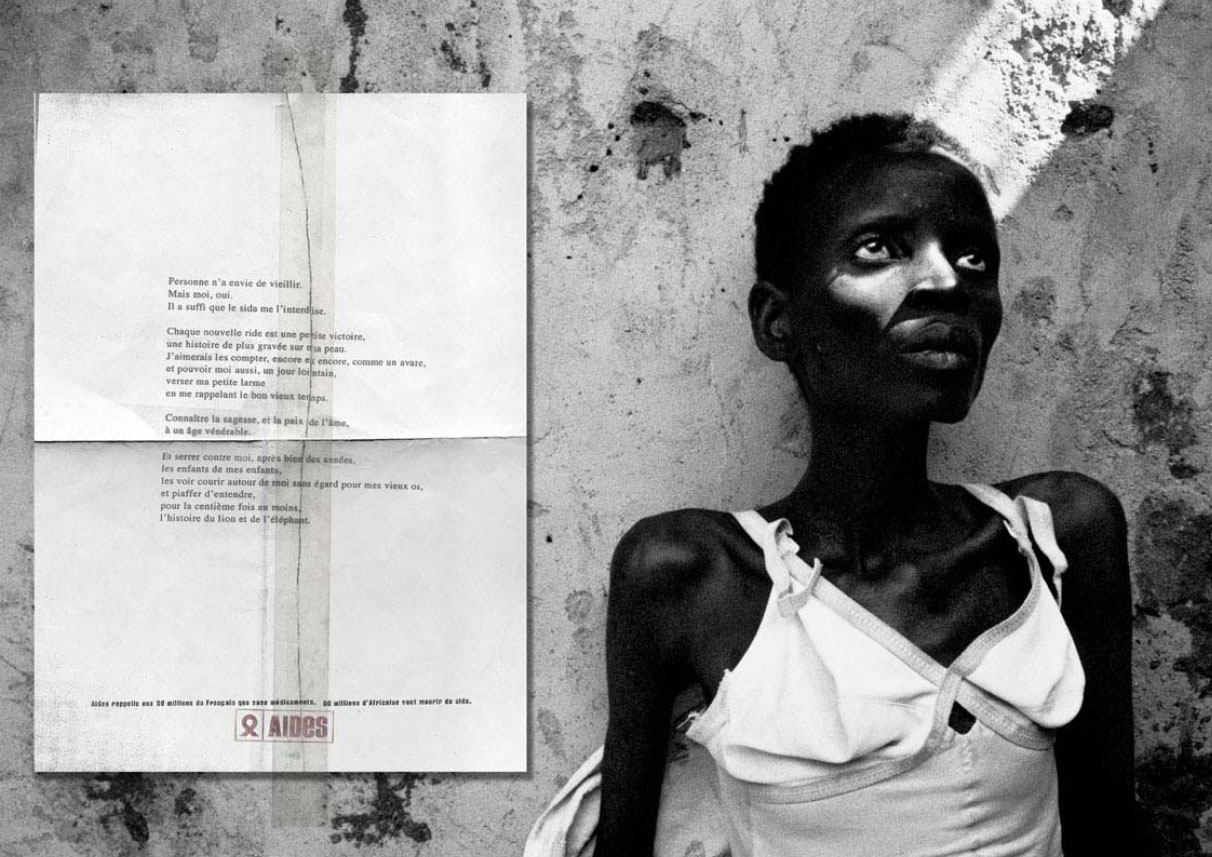 Personne n'a envie de vieillir.
Mais moi, oui.
Il a suffi que le sida me l'interdise.
Chaque nouvelle ride est une petite victoire,
une histoire de plus gravée sur ma peau.
J'aimerais les compter, encore et encore, comme un avare,
et pouvoir moi aussi, un jour lointain,
verser ma petite larme
en me rappelant le bon vieux temps.
Connaître la sagesse, et la paix de l'âme,
à un âge vénérable.
Et serrer contre moi, après bien des années,
les enfants de mes enfants,
les voir courir autour de moi sans égard pour mes vieux os,
et piaffer d'entendre,
pour la centième fois au moins,
l'histoire du lion et de l'éléphant.
Aides rappelle aux 60 millions de Français que sans médicaments, 60 millions d'Africains vont mourir du sida.
AIDES